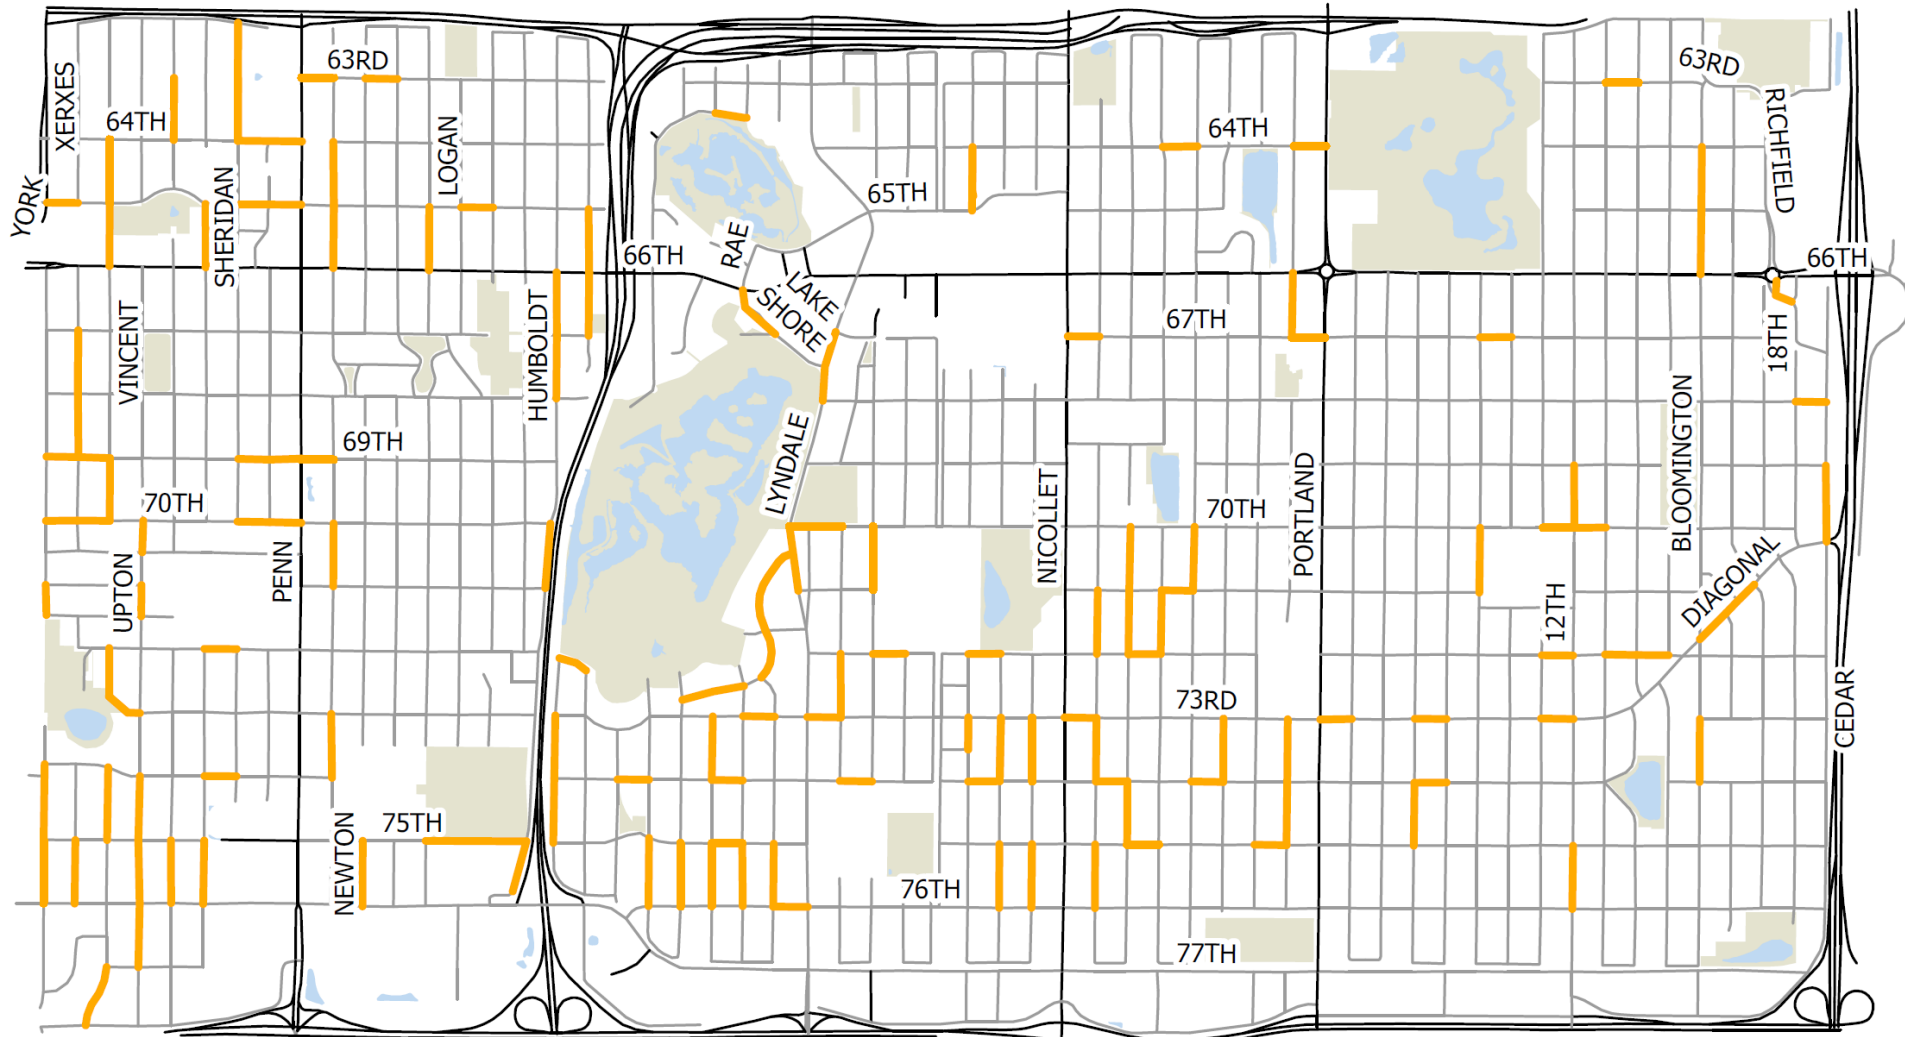 63RD
63RD
XERXES
64TH
LOGAN
64TH
RICHFIELD
YORK
SHERIDAN
65TH
RAE
66TH
66TH
LAKE
SHORE
VINCENT
HUMBOLDT
67TH
18TH
69TH
LYNDALE
BLOOMINGTON
70TH
NICOLLET
70TH
PORTLAND
UPTON
PENN
12TH
DIAGONAL
73RD
CEDAR
75TH
NEWTON
76TH
77TH